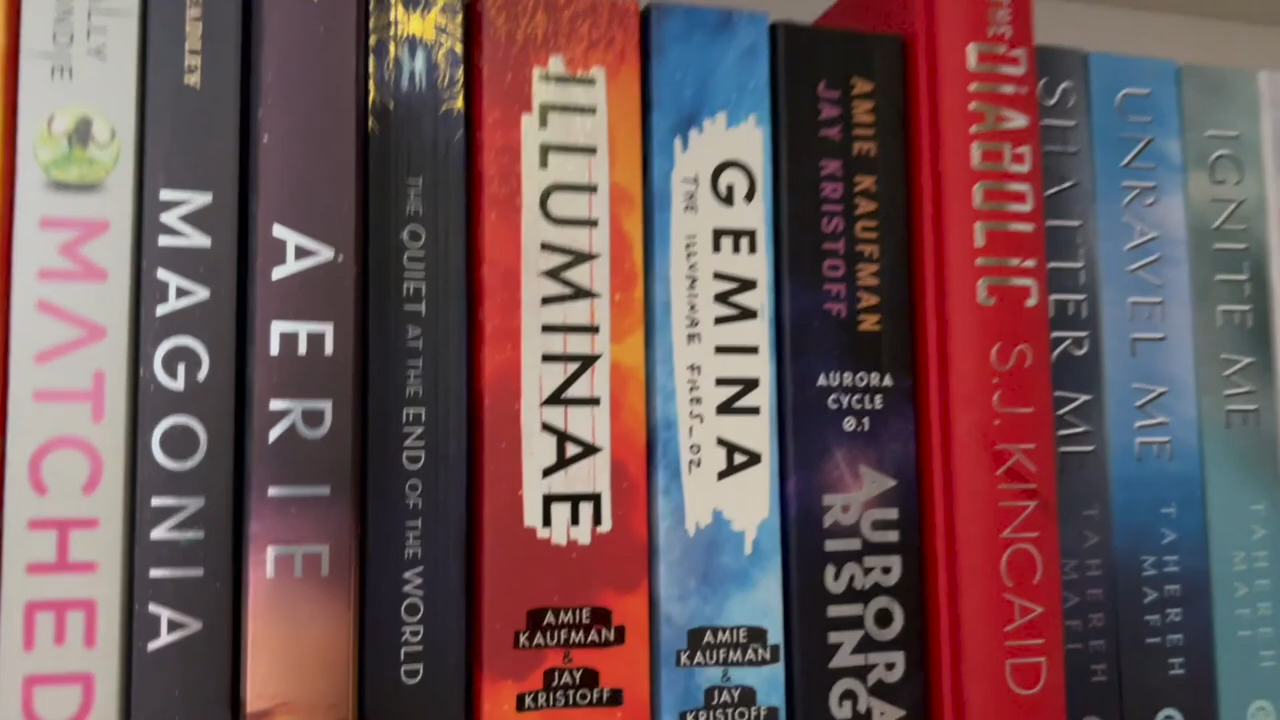 MATCHED
MAGONIA
AERIE
THE QUIET AT THE END OF THE WORLD
ILLUMINAE
AMIE
KAUFMAN
&
JAY
KRISTOFF
GEMINA
THE ILLUMINAE FILES_02
AMIE
KAUFMAN
&
JAY
KRISTOFF
AMIE KAUFMAN
JAY KRISTOFF
AURORA
CYCLE
0.1
AURORA
RISING
THE DIABOLIC S.J. KINCAID
SHATTER ME
TAHEREH
MAFI
UNRAVEL ME
TAHEREH
MAFI
IGNITE ME
TAHEREH
MAFI